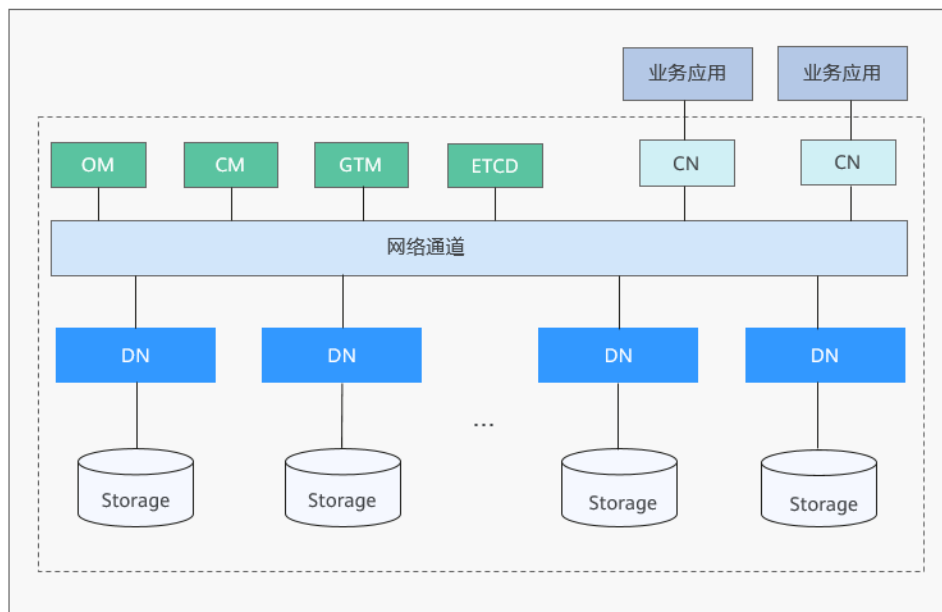 业务应用
业务应用
OM
CM
GTM
ETCD
CN
CN
网络通道
DN
DN
DN
DN
...
Storage
Storage
Storage
Storage